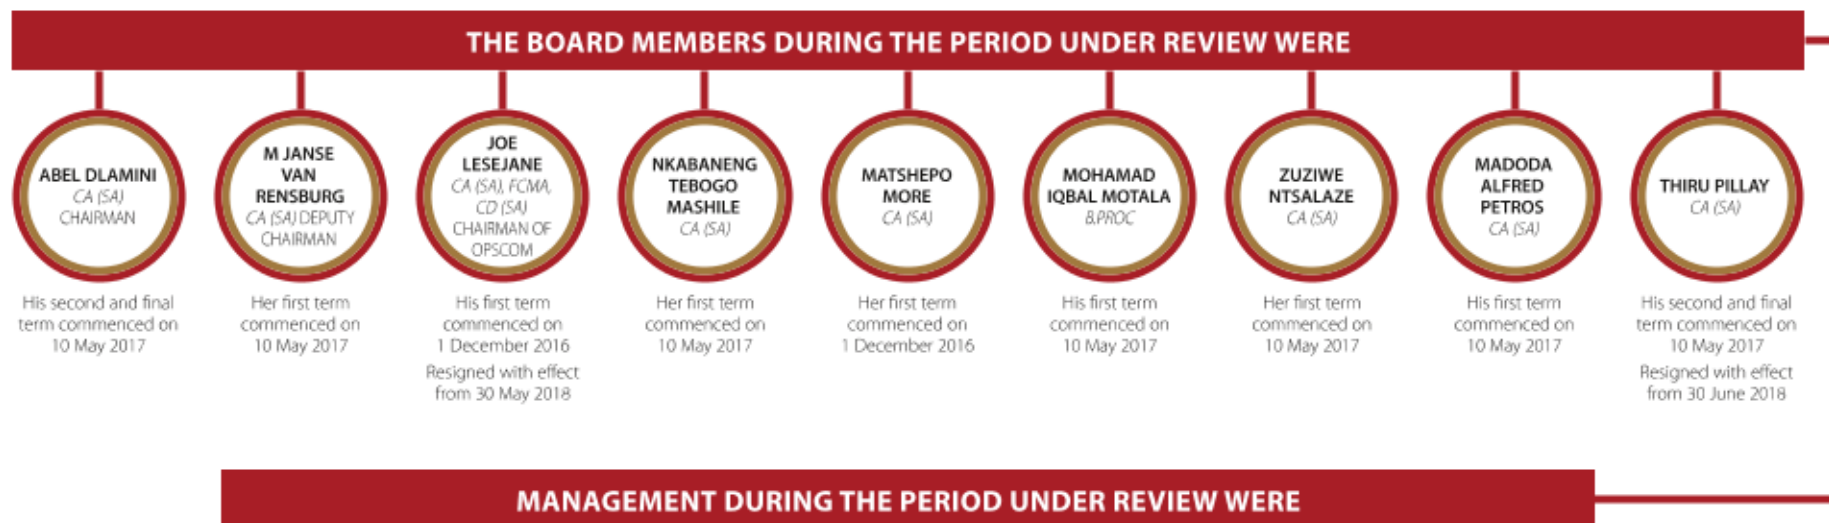 THE BOARD MEMBERS DURING THE PERIOD UNDER REVIEW WERE
ABEL DLAMINI
CA (SA)
CHAIRMAN
His second and final
term commenced on
10 May 2017
M JANSE
VAN
RENSBURG
CA (SA) DEPUTY
CHAIRMAN
Her first term
commenced on
10 May 2017
JOE
LESEJANE
CA (SA), FCMA,
CD (SA)
CHAIRMAN OF
OPSCOM
His first term
commenced on
1 December 2016
Resigned with effect
from 30 May 2018
NKABANENG
TEBOGO
MASHILE
CA (SA)
Her first term
commenced on
10 May 2017
MATSHEPO
MORE
CA (SA)
Her first term
commenced on
1 December 2016
MOHAMAD
IQBAL MOTALA
B.PROC
His first term
commenced on
10 May 2017
ZUZIWE
NTSALAZE
CA (SA)
Her first term
commenced on
10 May 2017
MADODA
ALFRED
PETROS
CA (SA)
His first term
commenced on
10 May 2017
THIRU PILLAY
CA (SA)
His second and final
term commenced on
10 May 2017
Resigned with effect
from 30 June 2018
MANAGEMENT DURING THE PERIOD UNDER REVIEW WERE